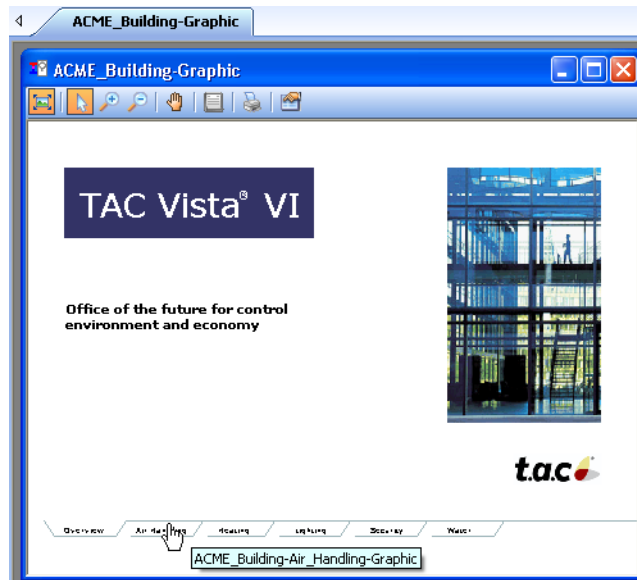 ACME_Building-Graphic
ACME_Building-Graphic
TAC Vista® VI
Office of the future for control
environment and economy
t.a.c
Overview
Heating
Lighting
Security
Water
ACME_Building-Air_Handling-Graphic